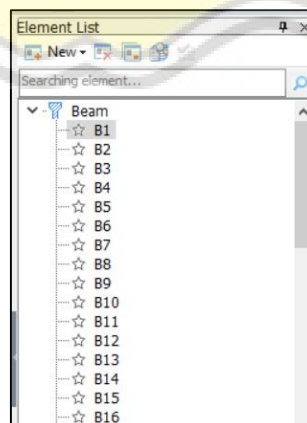 Element List
New
Searching element...
Beam
B1
B2
B3
B4
B5
B6
B7
B8
B9
B10
B11
B12
B13
B14
B15
B16